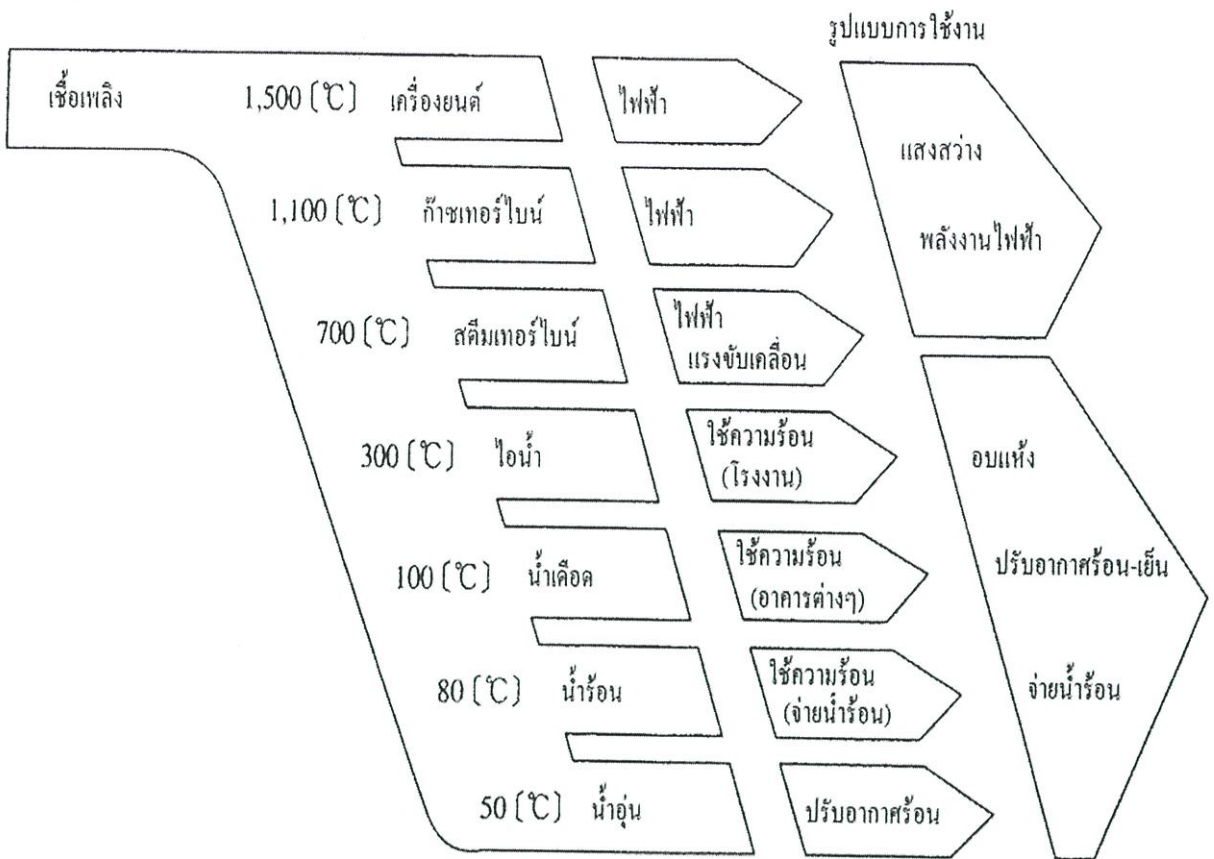 รูปแบบการใช้งาน
เชื้อเพลิง 1,500 [℃] เครื่องยนต์ ไฟฟ้า
แสงสว่าง
1,100 [℃] ก๊าซเทอร์ไบน์ ไฟฟ้า
พลังงานไฟฟ้า
700 [℃] สตีมเทอร์ไบน์ ไฟฟ้า
แรงขับเคลื่อน
300 [℃] ไอน้ำ ใช้ความร้อน
(โรงงาน)
อบแห้ง
100 [℃] น้ำเดือด ใช้ความร้อน
(อาคารต่างๆ)
ปรับอากาศร้อน-เย็น
80 [℃] น้ำร้อน ใช้ความร้อน
(จ่ายน้ำร้อน)
จ่ายน้ำร้อน
50 [℃] น้ำอุ่น ปรับอากาศร้อน